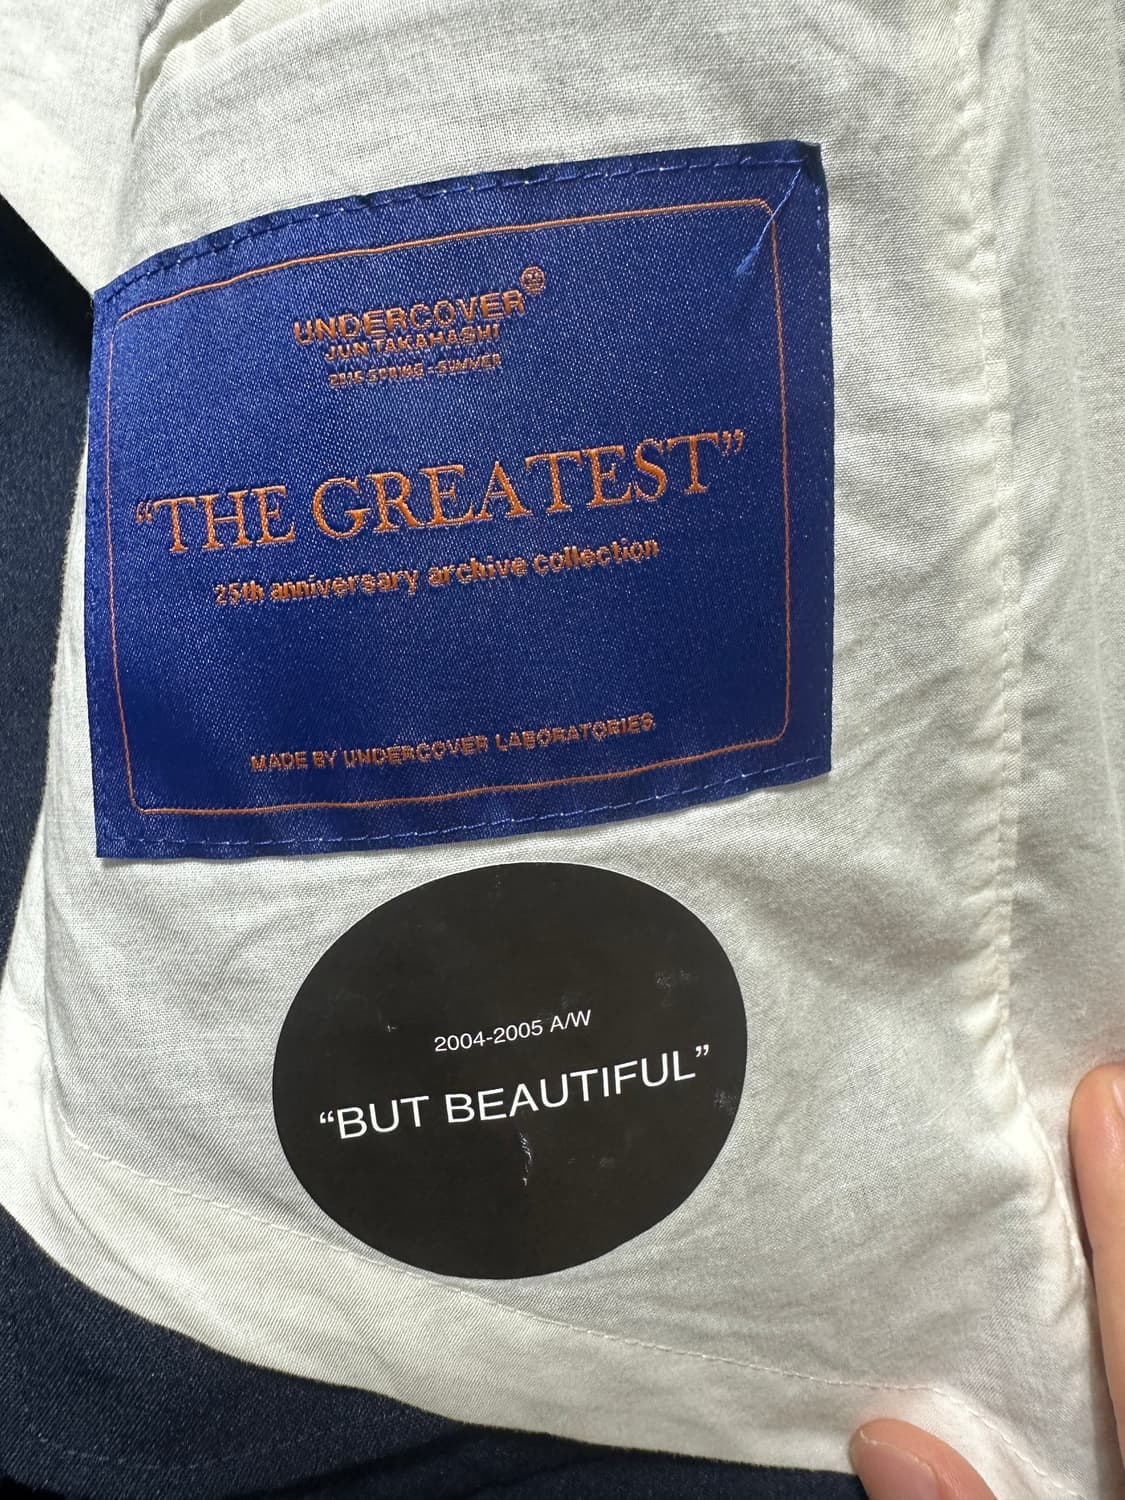 UNDERCOVER
JUN TAKAHASHI
SPRING - SUMMER
“THE GREATEST”
25th anniversary archive collection
MADE BY UNDERCOVER LABORATORIES
2004-2005 A/W
“BUT BEAUTIFUL”